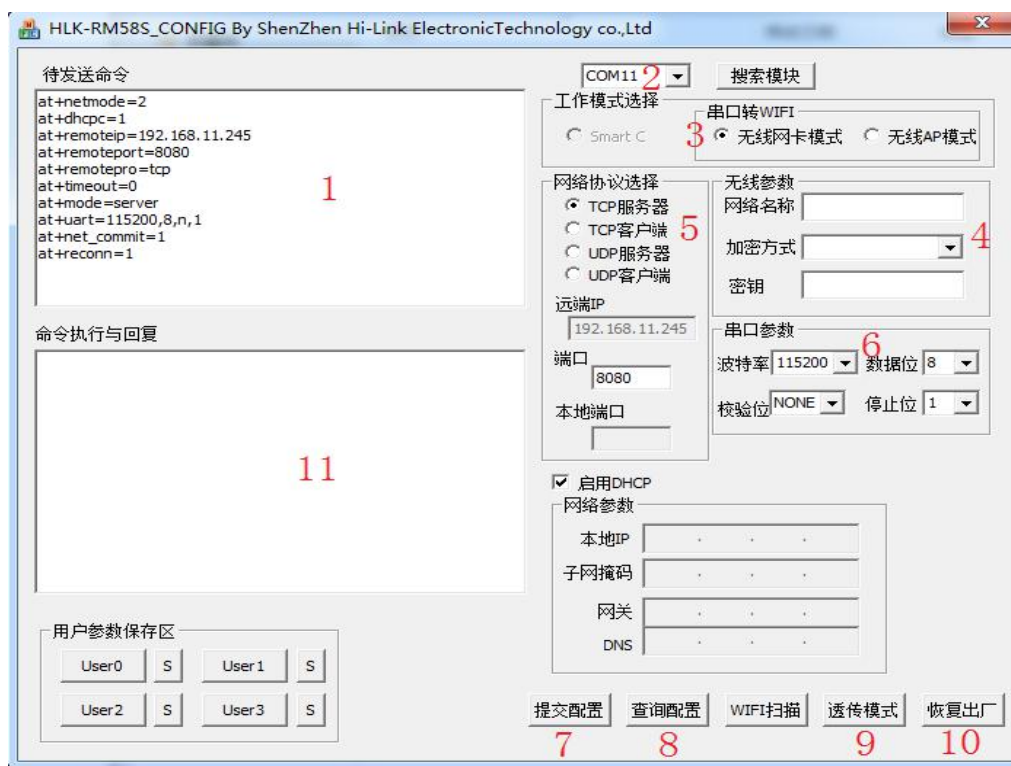 HLK-RM58S_CONFIG By ShenZhen Hi-Link ElectronicTechnology co.,Ltd
待发送命令
at+netmode=2
at+dhcpc=1
at+remoteip=192.168.11.245
at+remoteport=8080
at+remotepro=tcp
at+timeout=0
at+mode=server
at+uart=115200,8,n,1
at+net_commit=1
at+reconn=1
1
命令执行与回复
11
用户参数保存区
User0 S User1 S
User2 S User3 S
COM11 2 搜索模块
工作模式选择
Smart C
串口转WIFI
3 无线网卡模式 无线AP模式
网络协议选择
TCP服务器
TCP客户端 5
UDP服务器
UDP客户端
远端IP
192.168.11.245
端口
8080
本地端口
无线参数
网络名称
加密方式 4
密钥
串口参数 6
波特率 115200 数据位 8
校验位 NONE 停止位 1
启用DHCP
网络参数
本地IP . . .
子网掩码 . . .
网关 . . .
DNS . . .
提交配置 查询配置 WIFI扫描 透传模式 恢复出厂
7 8 9 10